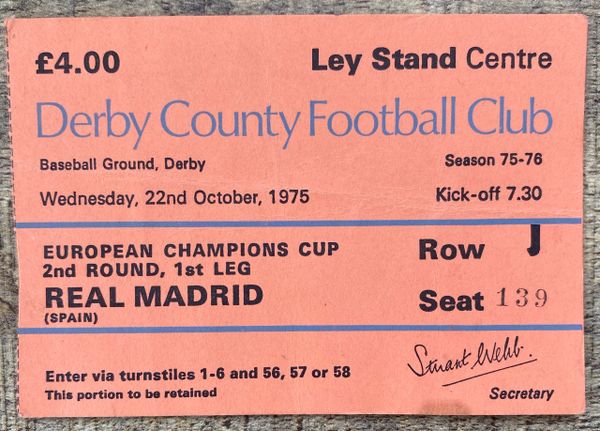 £4.00 Ley Stand Centre
Derby County Football Club
Baseball Ground, Derby Season 75-76
Wednesday, 22nd October, 1975 Kick-off 7.30
EUROPEAN CHAMPIONS CUP
2nd ROUND, 1st LEG
REAL MADRID
(SPAIN)
Row J
Seat 139
Enter via turnstiles 1-6 and 56, 57 or 58
This portion to be retained
Stuart Webb.
Secretary